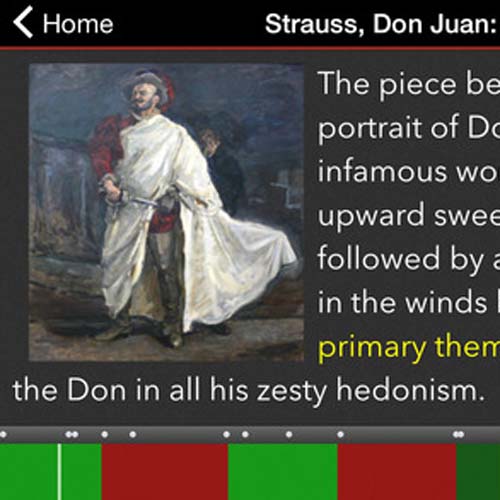 Home
Strauss, Don Juan:
The piece be
portrait of Do
infamous wo
upward swee
followed by a
in the winds
primary them
the Don in all his zesty hedonism.